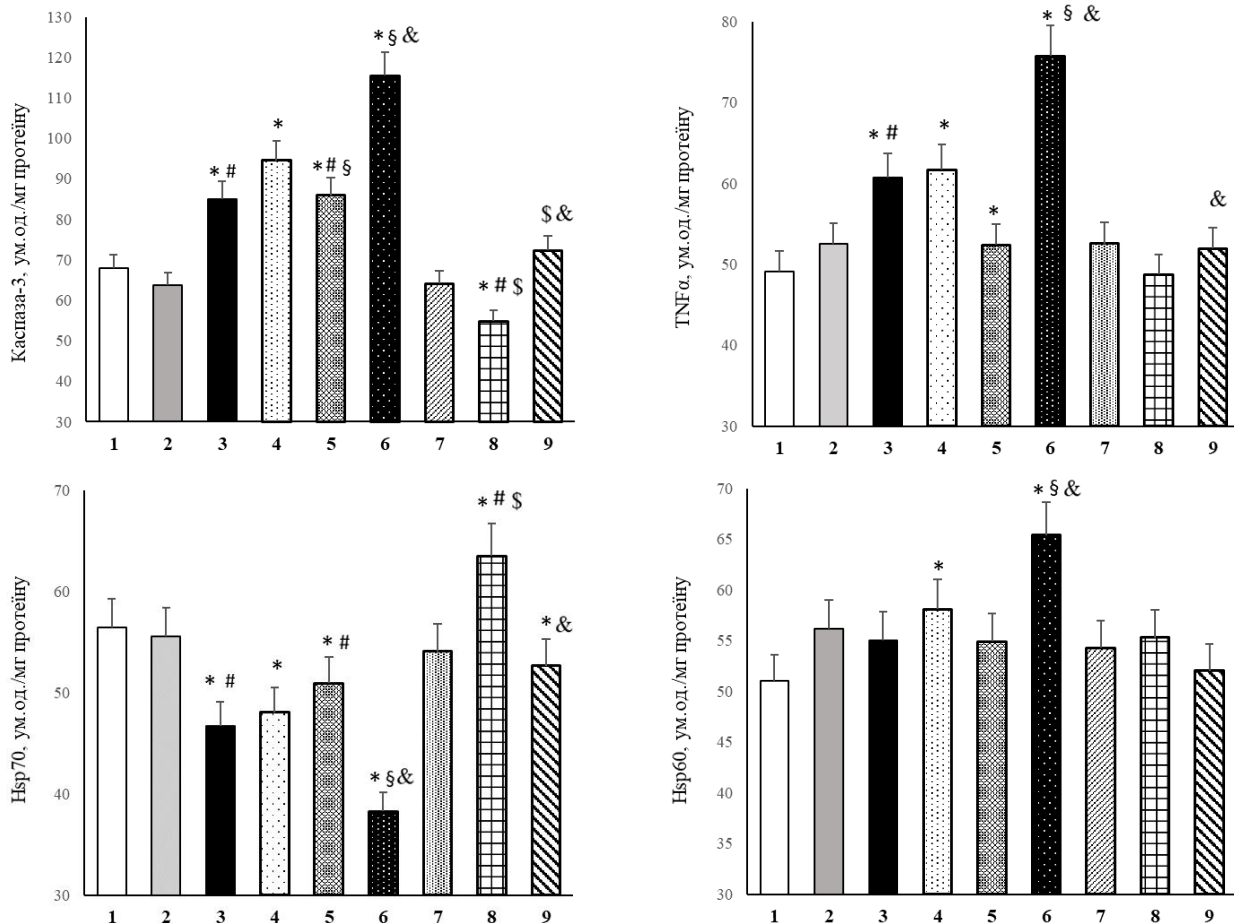 Каспаза-3, ум.од./мг протеїну
130
120
110
100
90
80
70
60
50
40
30
* #
*
* # §
* § &
* # $
$ &
1 2 3 4 5 6 7 8 9
TNFα, ум.од./мг протеїну
80
70
60
50
40
30
* #
*
*
* § &
&
1 2 3 4 5 6 7 8 9
Hsp70, ум.од./мг протеїну
70
60
50
40
30
* #
*
* #
* § &
* # $
* &
1 2 3 4 5 6 7 8 9
Hsp60, ум.од./мг протеїну
70
65
60
55
50
45
40
35
30
*
* § &
1 2 3 4 5 6 7 8 9